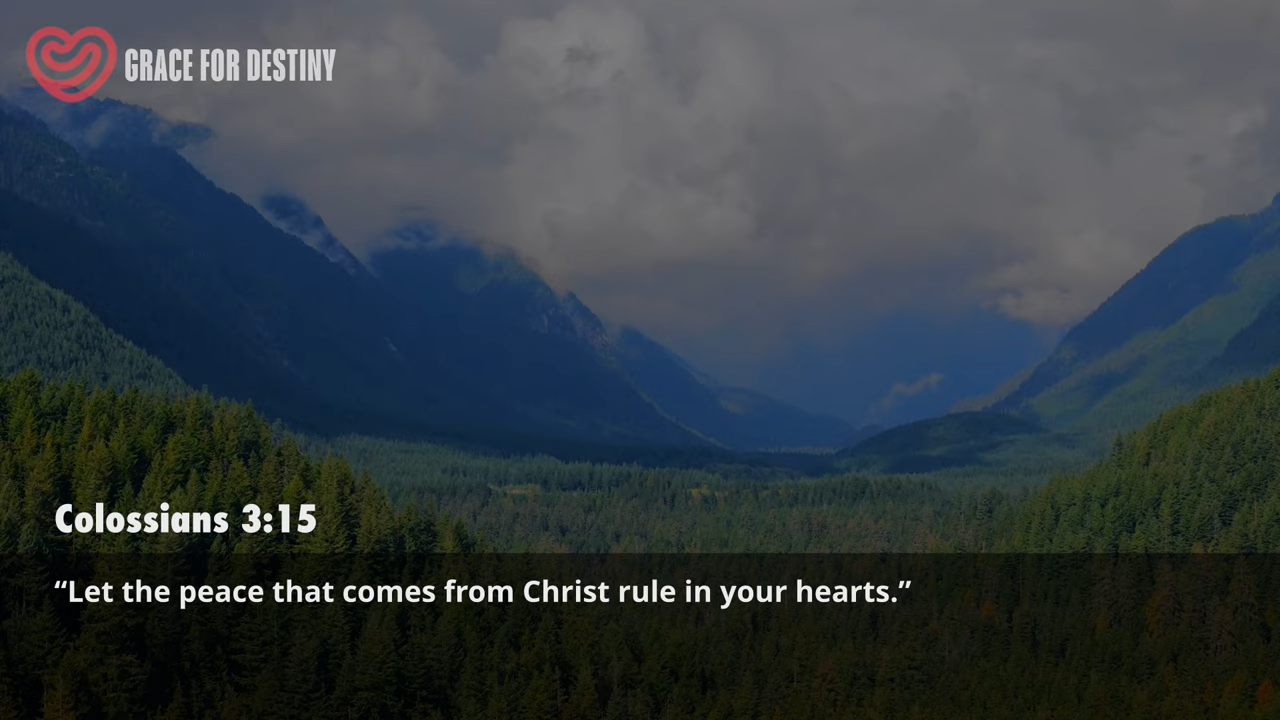 GRACE FOR DESTINY
Colossians 3:15
“Let the peace that comes from Christ rule in your hearts.”